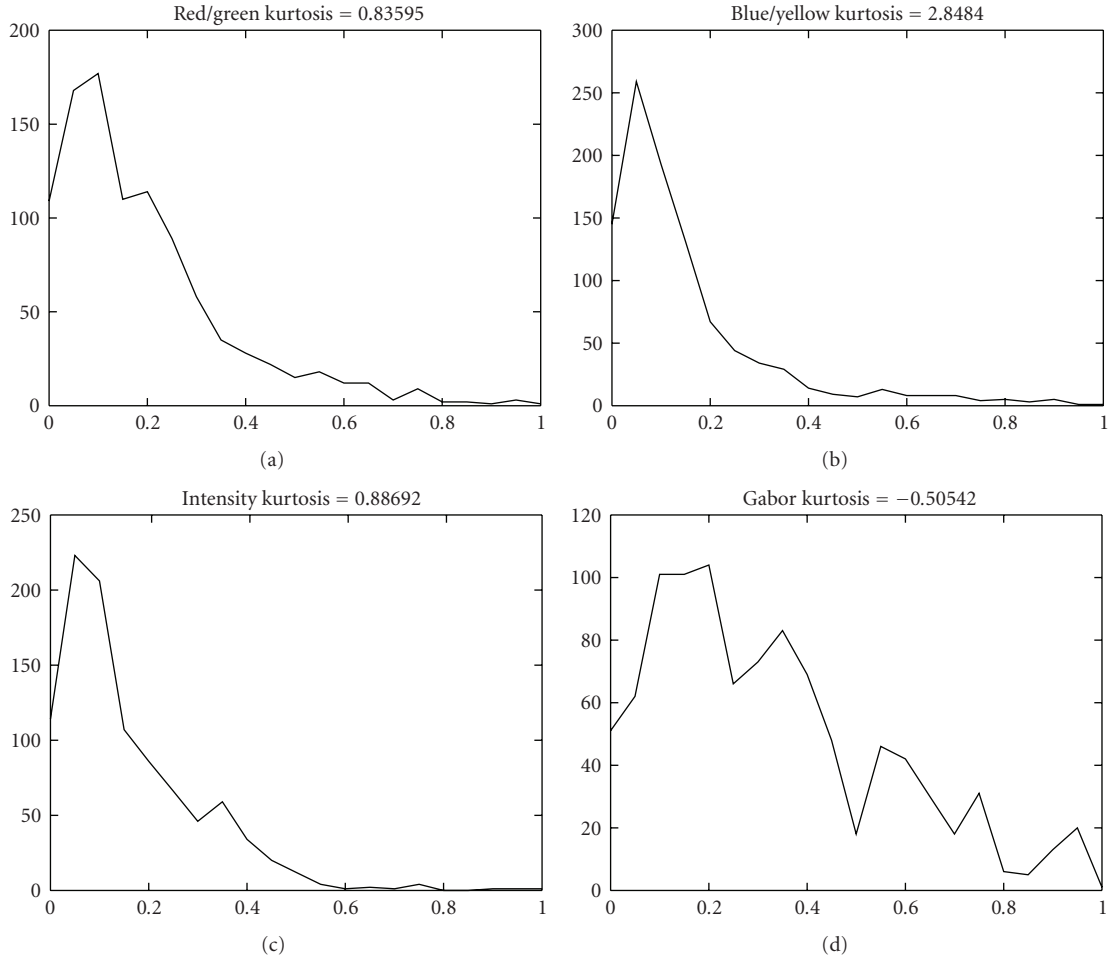 Red/green kurtosis = 0.83595
200
150
100
50
0
0 0.2 0.4 0.6 0.8 1
(a)
Blue/yellow kurtosis = 2.8484
300
250
200
150
100
50
0
0 0.2 0.4 0.6 0.8 1
(b)
Intensity kurtosis = 0.88692
250
200
150
100
50
0
0 0.2 0.4 0.6 0.8 1
(c)
Gabor kurtosis = −0.50542
120
100
80
60
40
20
0
0 0.2 0.4 0.6 0.8 1
(d)